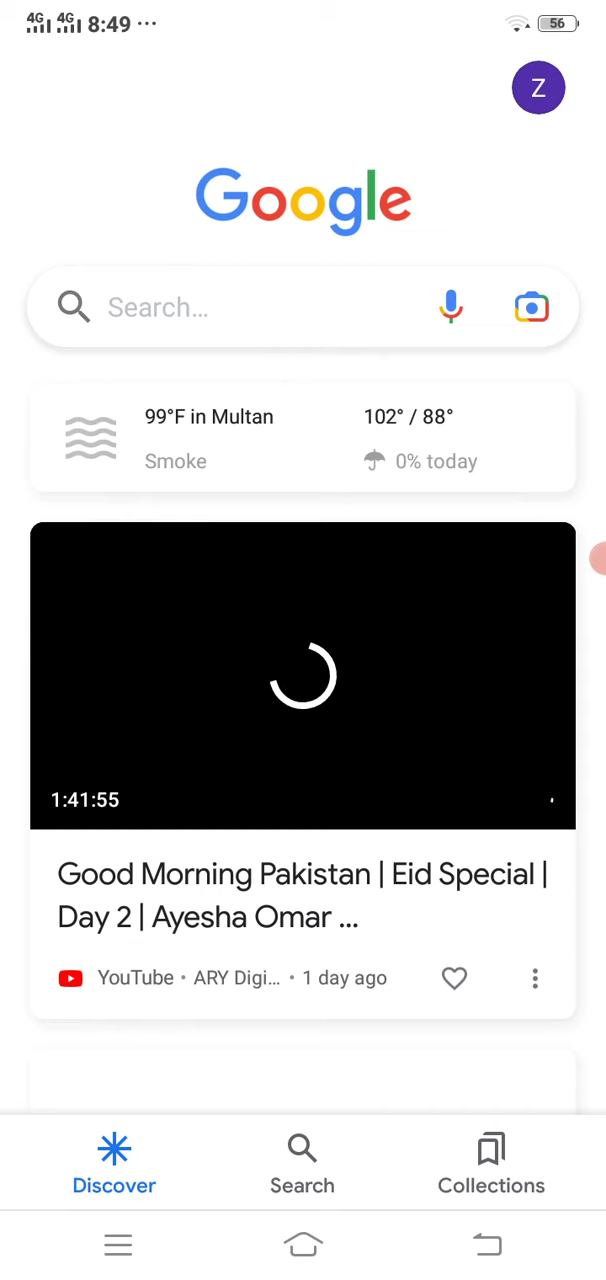 4G 4G 8:49 ... 56
Z
Google
Search...
99°F in Multan 102° / 88°
Smoke 0% today
1:41:55
Good Morning Pakistan | Eid Special |
Day 2 | Ayesha Omar ...
YouTube • ARY Digi... • 1 day ago
Discover Search Collections